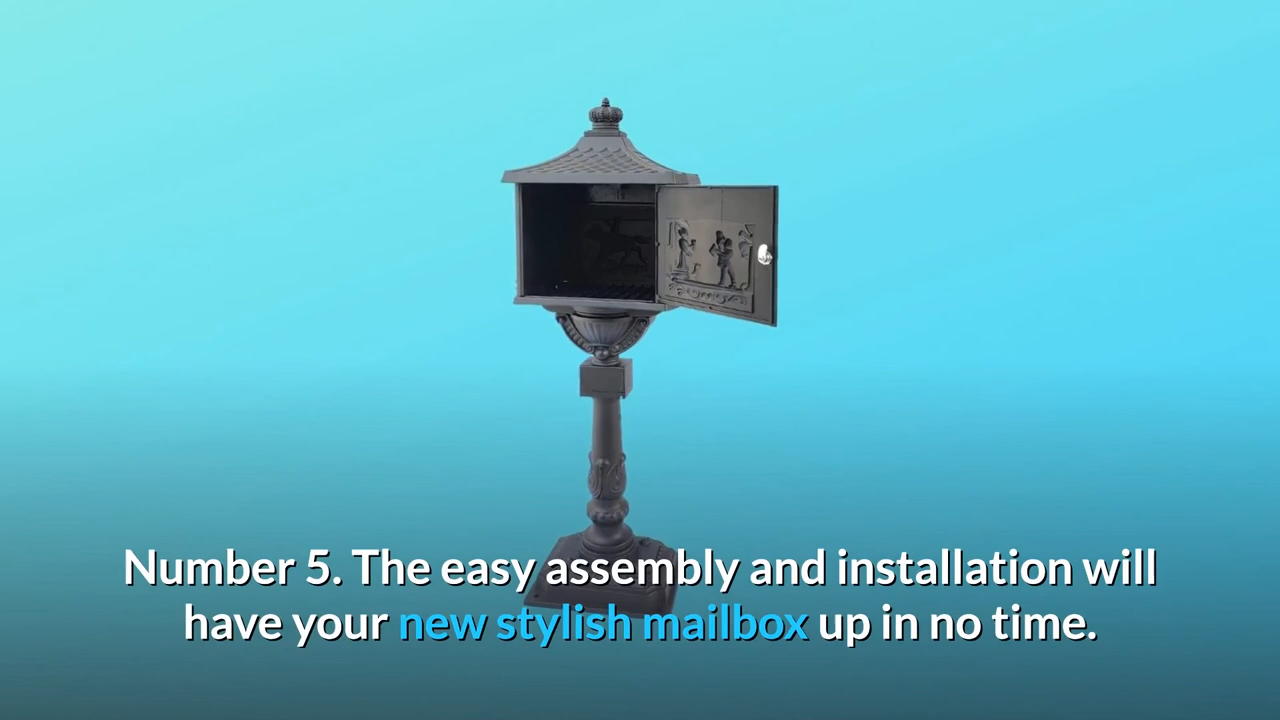 Number 5. The easy assembly and installation will
have your new stylish mailbox up in no time.